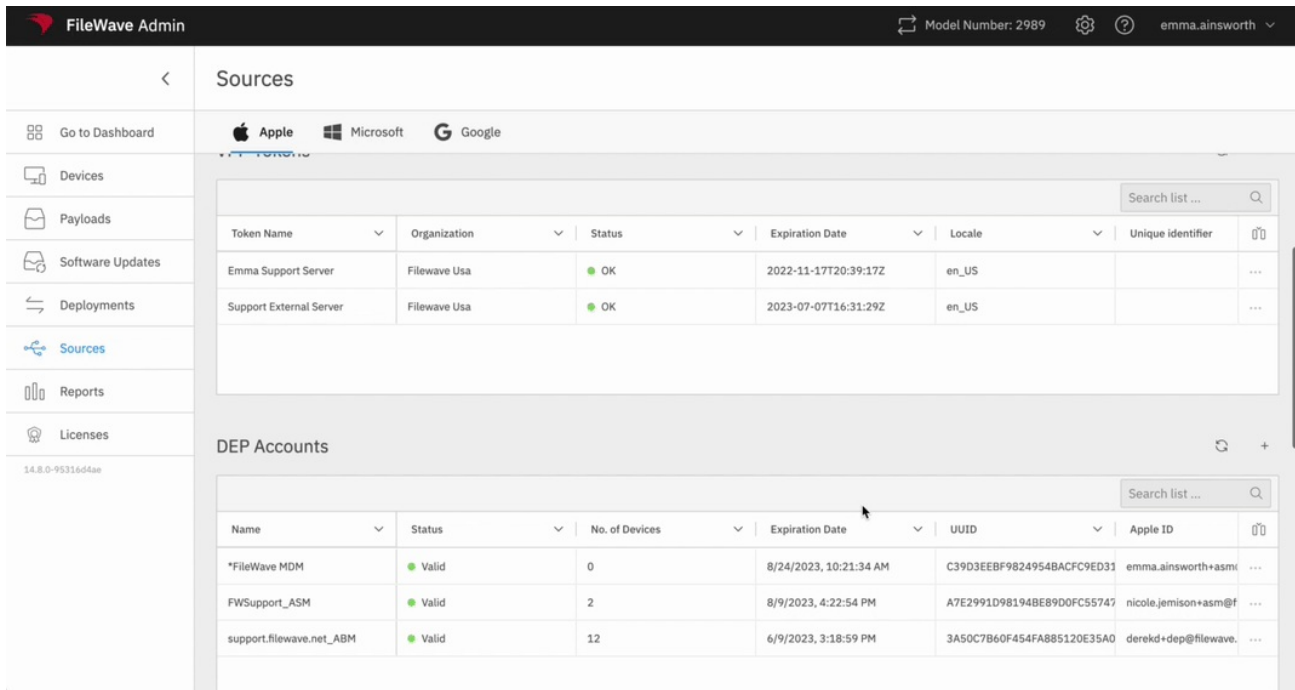 FileWave Admin
Model Number: 2989
emma.ainsworth
Sources
Go to Dashboard
Apple
Microsoft
Google
Devices
Payloads
Software Updates
Deployments
Sources
Reports
Licenses
14.8.0-95316d4ae
Search list ...
Token Name Organization Status Expiration Date Locale Unique identifier
Emma Support Server Filewave Usa OK 2022-11-17T20:39:17Z en_US
Support External Server Filewave Usa OK 2023-07-07T16:31:29Z en_US
DEP Accounts
Search list ...
Name Status No. of Devices Expiration Date UUID Apple ID
*FileWave MDM Valid 0 8/24/2023, 10:21:34 AM C39D3EEBF9824954BACFC9ED31 emma.ainsworth+asm
FWSupport_ASM Valid 2 8/9/2023, 4:22:54 PM A7E2991D98194BE89D0FC55747 nicole.jemison+asm@f
support.filewave.net_ABM Valid 12 6/9/2023, 3:18:59 PM 3A50C7B60F454FA885120E35A0 derekd+dep@filewave.